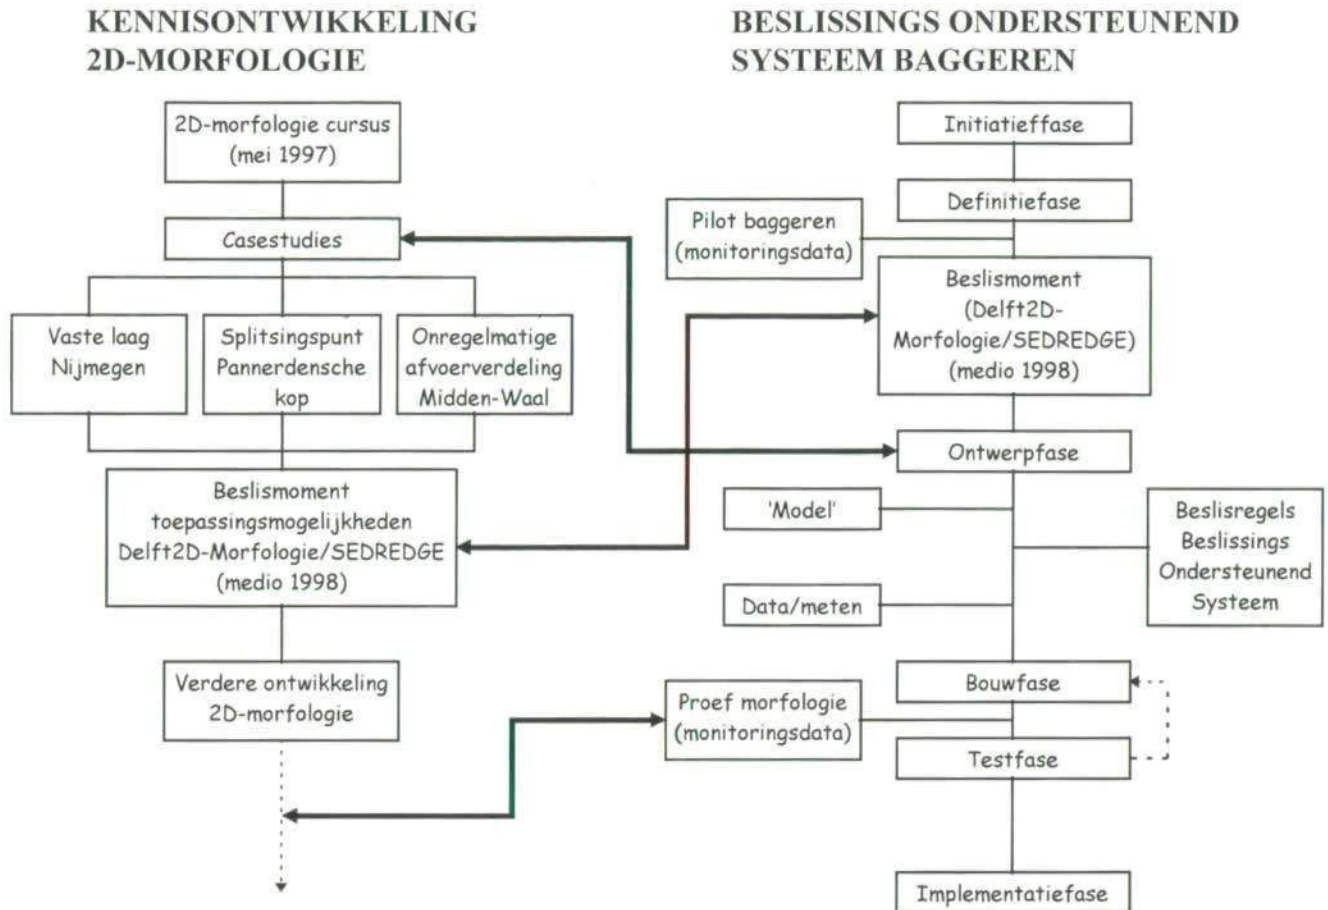 KENNISONTWIKKELING
2D-MORFOLOGIE
2D-morfologie cursus
(mei 1997)
Casestudies
Vaste laag
Nijmegen
Splitsingspunt
Pannerdensche
kop
Onregelmatige
afvoerverdeling
Midden-Waal
Beslismoment
toepassingsmogelijkheden
Delft2D-Morfologie/SEDREDGE
(medio 1998)
Verdere ontwikkeling
2D-morfologie
BESLISSINGS ONDERSTEUNEND
SYSTEEM BAGGEREN
Initiatieffase
Definitiefase
Pilot baggeren
(monitoringsdata)
Beslismoment
(Delft2D-
Morfologie/SEDREDGE)
(medio 1998)
Ontwerpfase
'Model'
Beslisregels
Beslissings
Ondersteunend
Systeem
Data/meten
Bouwfase
Proef morfologie
(monitoringsdata)
Testfase
Implementatiefase